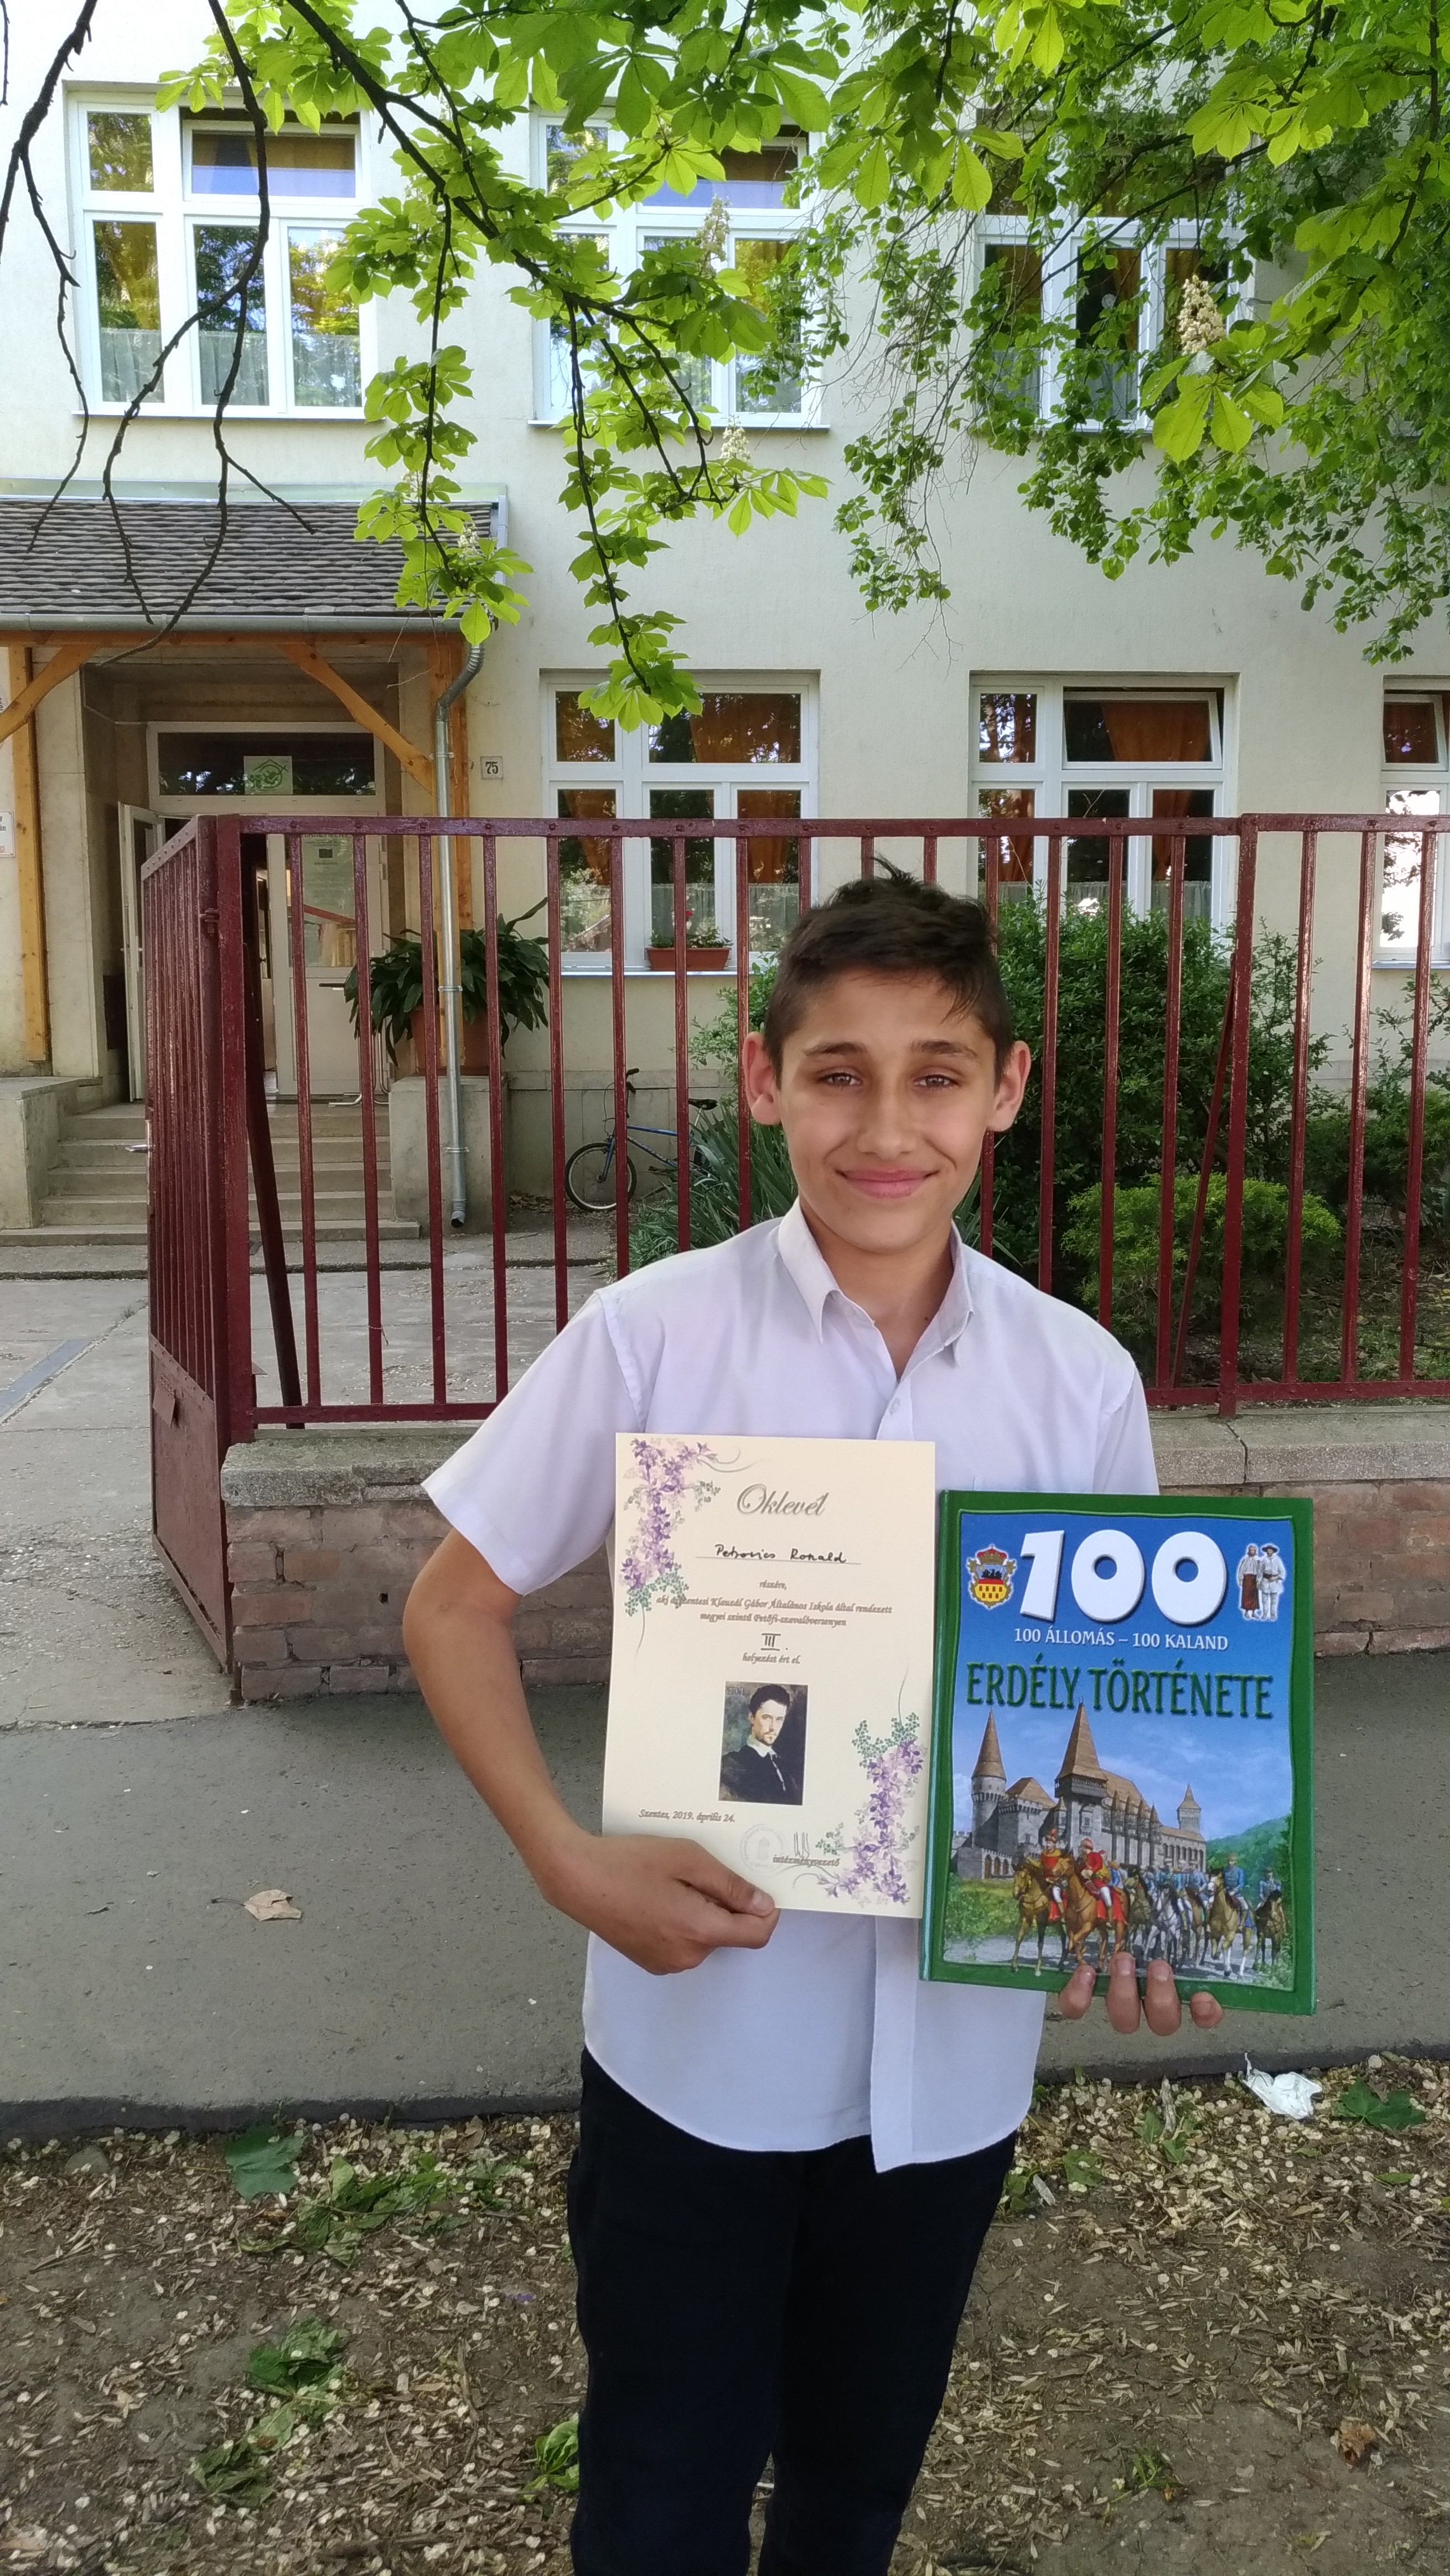 75
Oklevél
Petrovics Ronald
részére,
aki a Szentesi Klauzál Gábor Általános Iskola által rendezett
megyei szintű Petőfi-szavalóversenyen
III.
helyezést ért el.
Szentes, 2019. április 24.
intézményvezető
100
100 ÁLLOMÁS – 100 KALAND
ERDÉLY TÖRTÉNETE